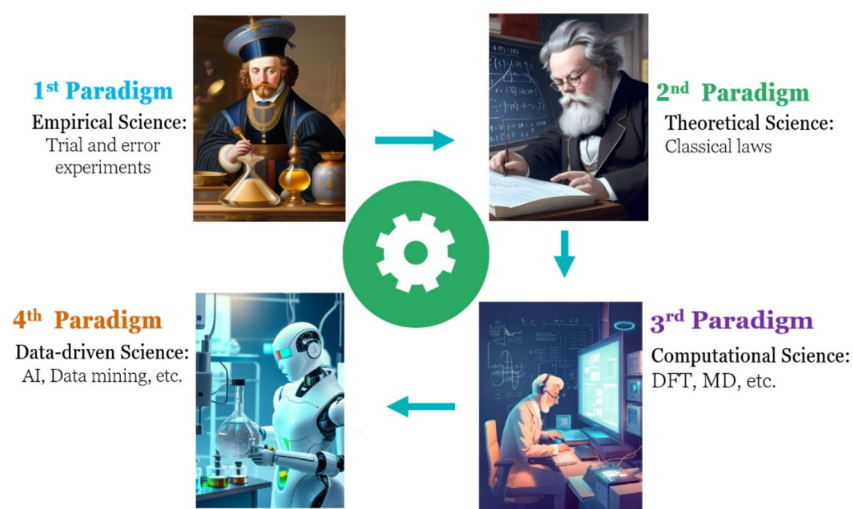 1st Paradigm
Empirical Science:
Trial and error
experiments
2nd Paradigm
Theoretical Science:
Classical laws
3rd Paradigm
Computational Science:
DFT, MD, etc.
4th Paradigm
Data-driven Science:
AI, Data mining, etc.